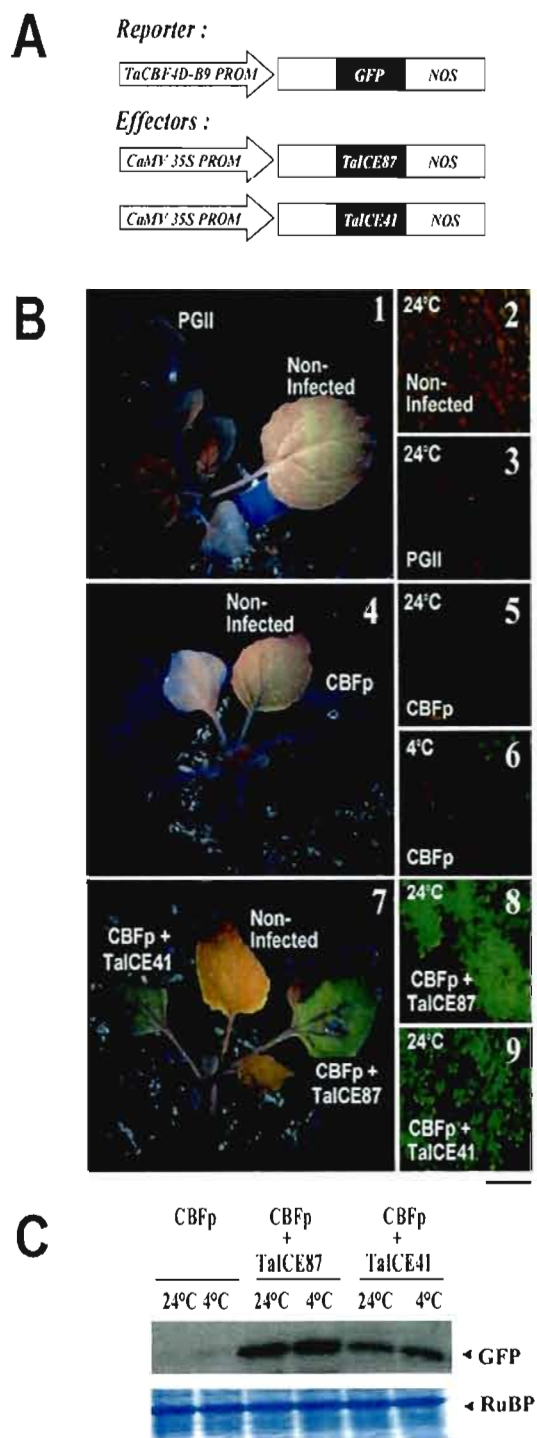 A
Reporter :
TaCBF4D-B9 PROM
GFP
NOS
Effectors :
CaMV 35S PROM
TaICE87
NOS
CaMV 35S PROM
TaICE41
NOS
B
PGII
1
Non-
Infected
24°C
2
Non-
Infected
24°C
3
PGII
Non-
Infected
4
CBFp
24°C
5
CBFp
4°C
6
CBFp
7
Non-
Infected
CBFp +
TaICE41
CBFp +
TaICE87
24°C
8
CBFp +
TaICE87
24°C
9
CBFp +
TaICE41
C
CBFp
CBFp
+
TaICE87
CBFp
+
TaICE41
24°C 4°C 24°C 4°C 24°C 4°C
GFP
RuBP